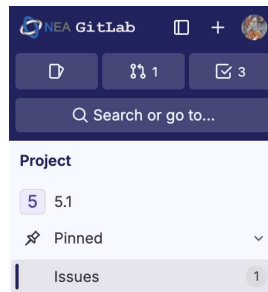 NEA GitLab
1
3
Search or go to...
Project
5 5.1
Pinned
Issues 1